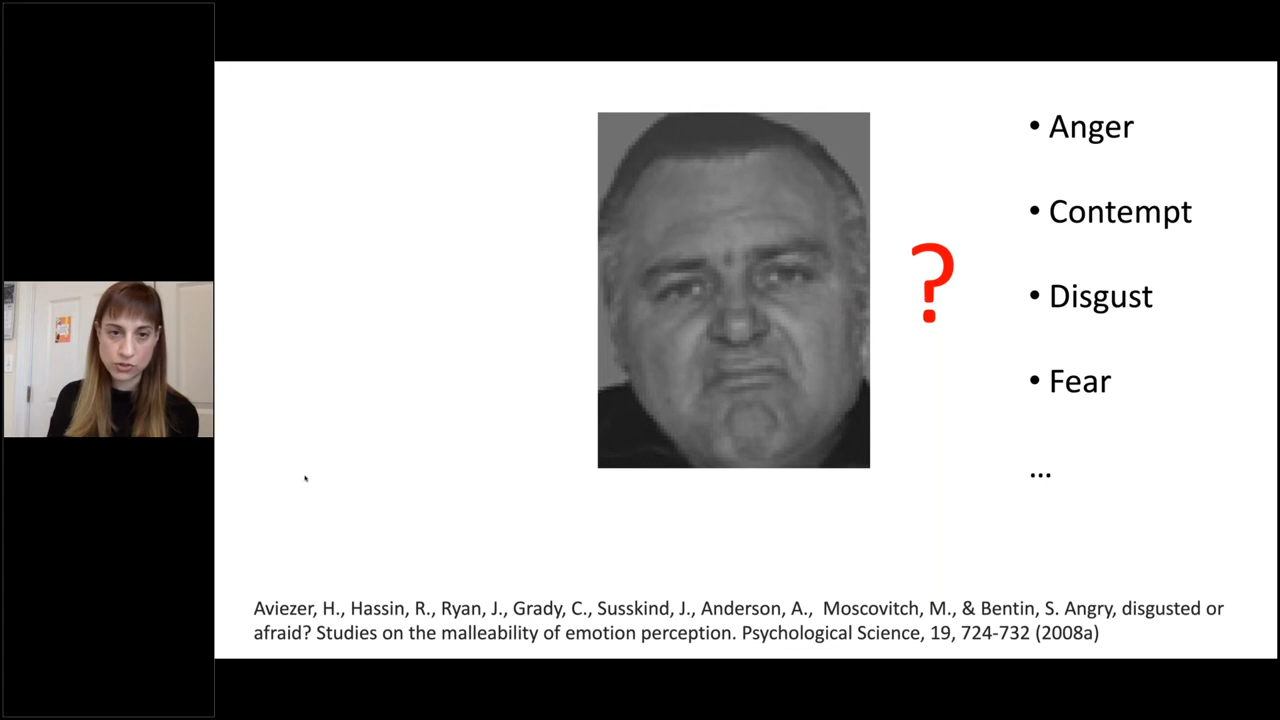 • Anger
• Contempt
?
• Disgust
• Fear
...
Aviezer, H., Hassin, R., Ryan, J., Grady, C., Susskind, J., Anderson, A., Moscovitch, M., & Bentin, S. Angry, disgusted or
afraid? Studies on the malleability of emotion perception. Psychological Science, 19, 724-732 (2008a)